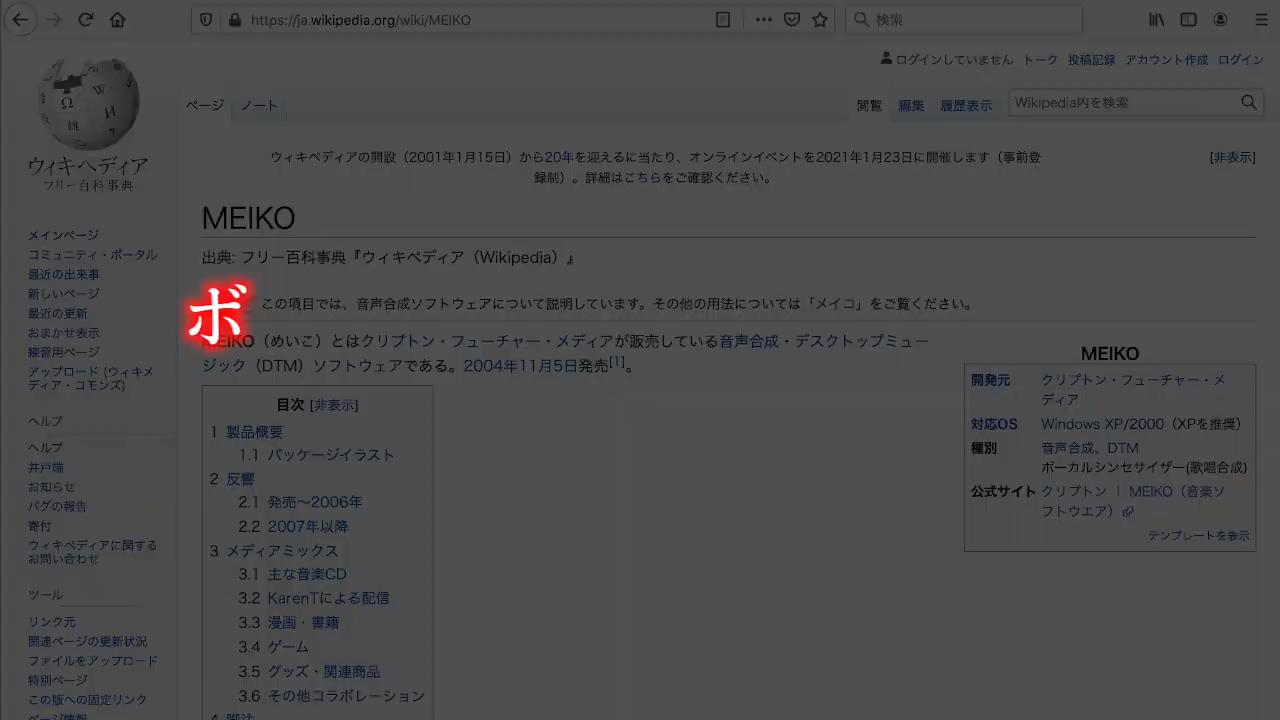 https://ja.wikipedia.org/wiki/MEIKO
検索
ログインしていません トーク 投稿記録 アカウント作成 ログイン
ウィキペディア
フリー百科事典
ページ ノート
閲覧 編集 履歴表示
Wikipedia内を検索
ウィキペディアの開設（2001年1月15日）から20年を迎えるに当たり、オンラインイベントを2021年1月23日に開催します（事前登
録制）。詳細はこちらをご確認ください。
[非表示]
MEIKO
出典: フリー百科事典『ウィキペディア（Wikipedia）』
ボ
この項目では、音声合成ソフトウェアについて説明しています。その他の用法については「メイコ」をご覧ください。
MEIKO（めいこ）とはクリプトン・フューチャー・メディアが販売している音声合成・デスクトップミュー
ジック（DTM）ソフトウェアである。2004年11月5日発売[1]。
目次 [非表示]
1 製品概要
1.1 パッケージイラスト
2 反響
2.1 発売〜2006年
2.2 2007年以降
3 メディアミックス
3.1 主な音楽CD
3.2 KarenTによる配信
3.3 漫画・書籍
3.4 ゲーム
3.5 グッズ・関連商品
3.6 その他コラボレーション
4 脚注
MEIKO
開発元 クリプトン・フューチャー・メ
ディア
対応OS Windows XP/2000（XPを推奨）
種別 音声合成、DTM
ボーカルシンセサイザー(歌唱合成)
公式サイト クリプトン ｜ MEIKO（音楽ソ
フトウエア）
テンプレートを表示
メインページ
コミュニティ・ポータル
最近の出来事
新しいページ
最近の更新
おまかせ表示
練習用ページ
アップロード (ウィキメ
ディア・コモンズ)
ヘルプ
ヘルプ
井戸端
お知らせ
バグの報告
寄付
ウィキペディアに関する
お問い合わせ
ツール
リンク元
関連ページの更新状況
ファイルをアップロード
特別ページ
この版への固定リンク
ページ情報